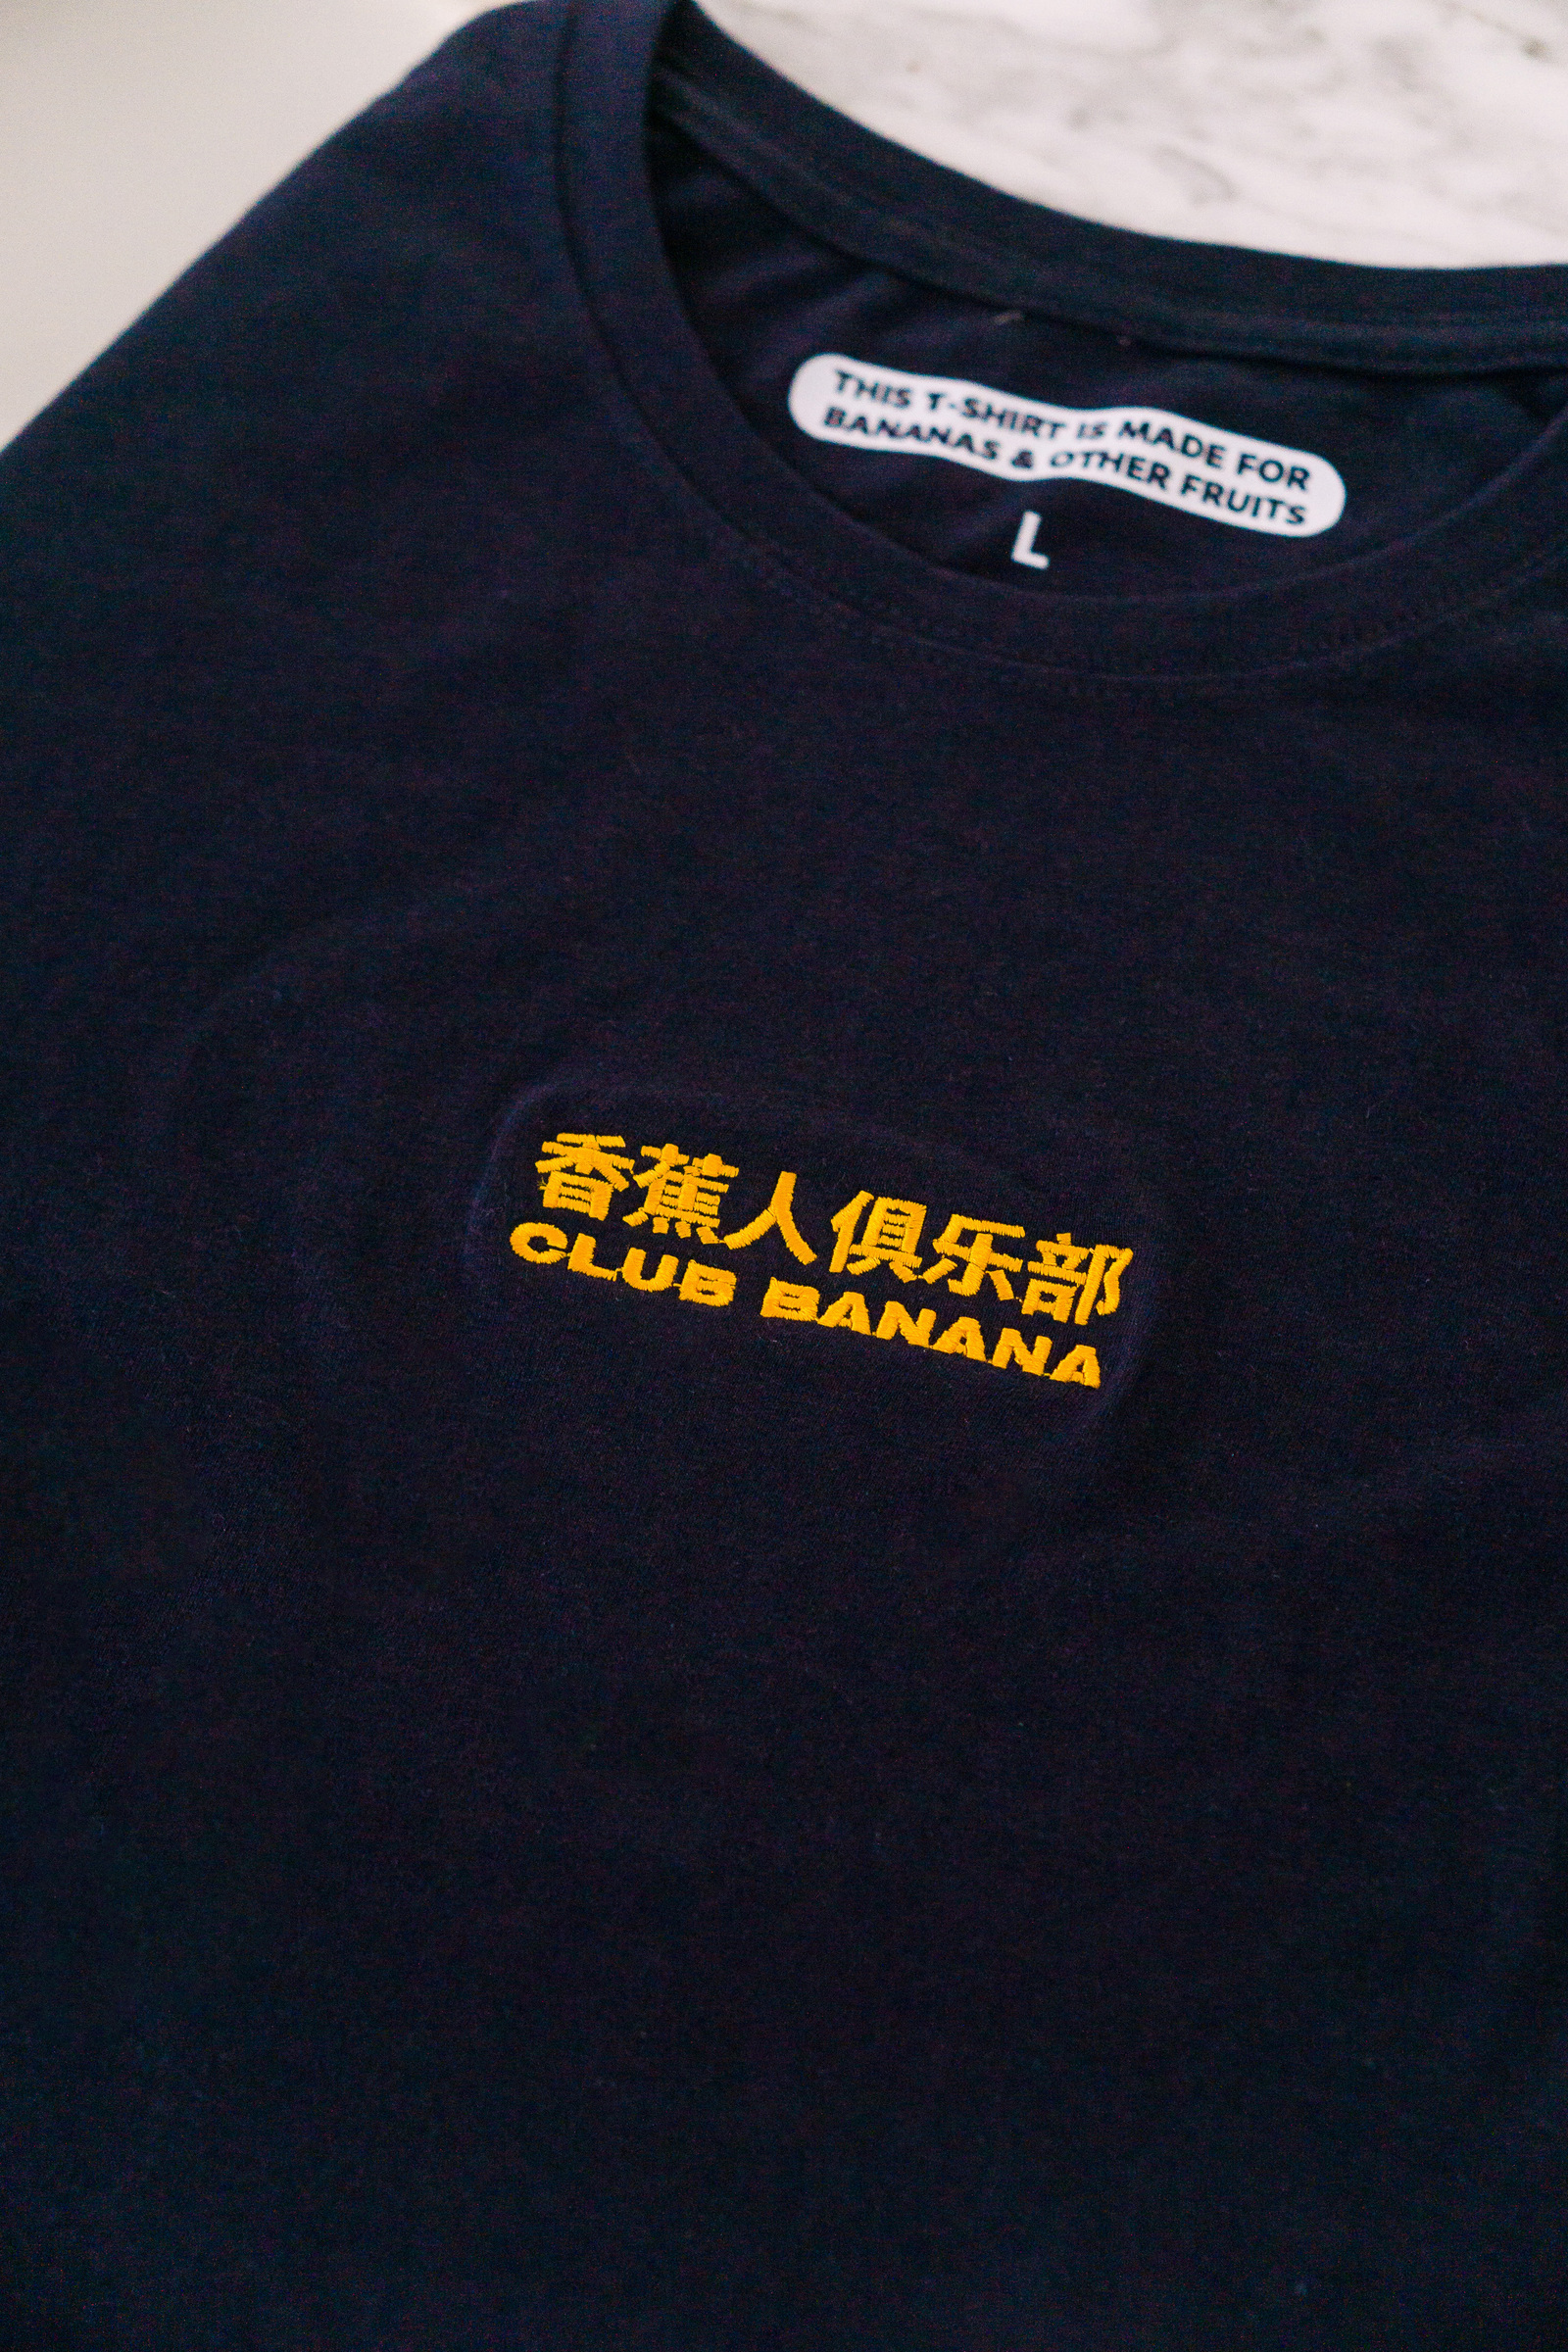 THIS T-SHIRT IS MADE FOR
BANANAS & OTHER FRUITS
L
香蕉人俱乐部
CLUB BANANA